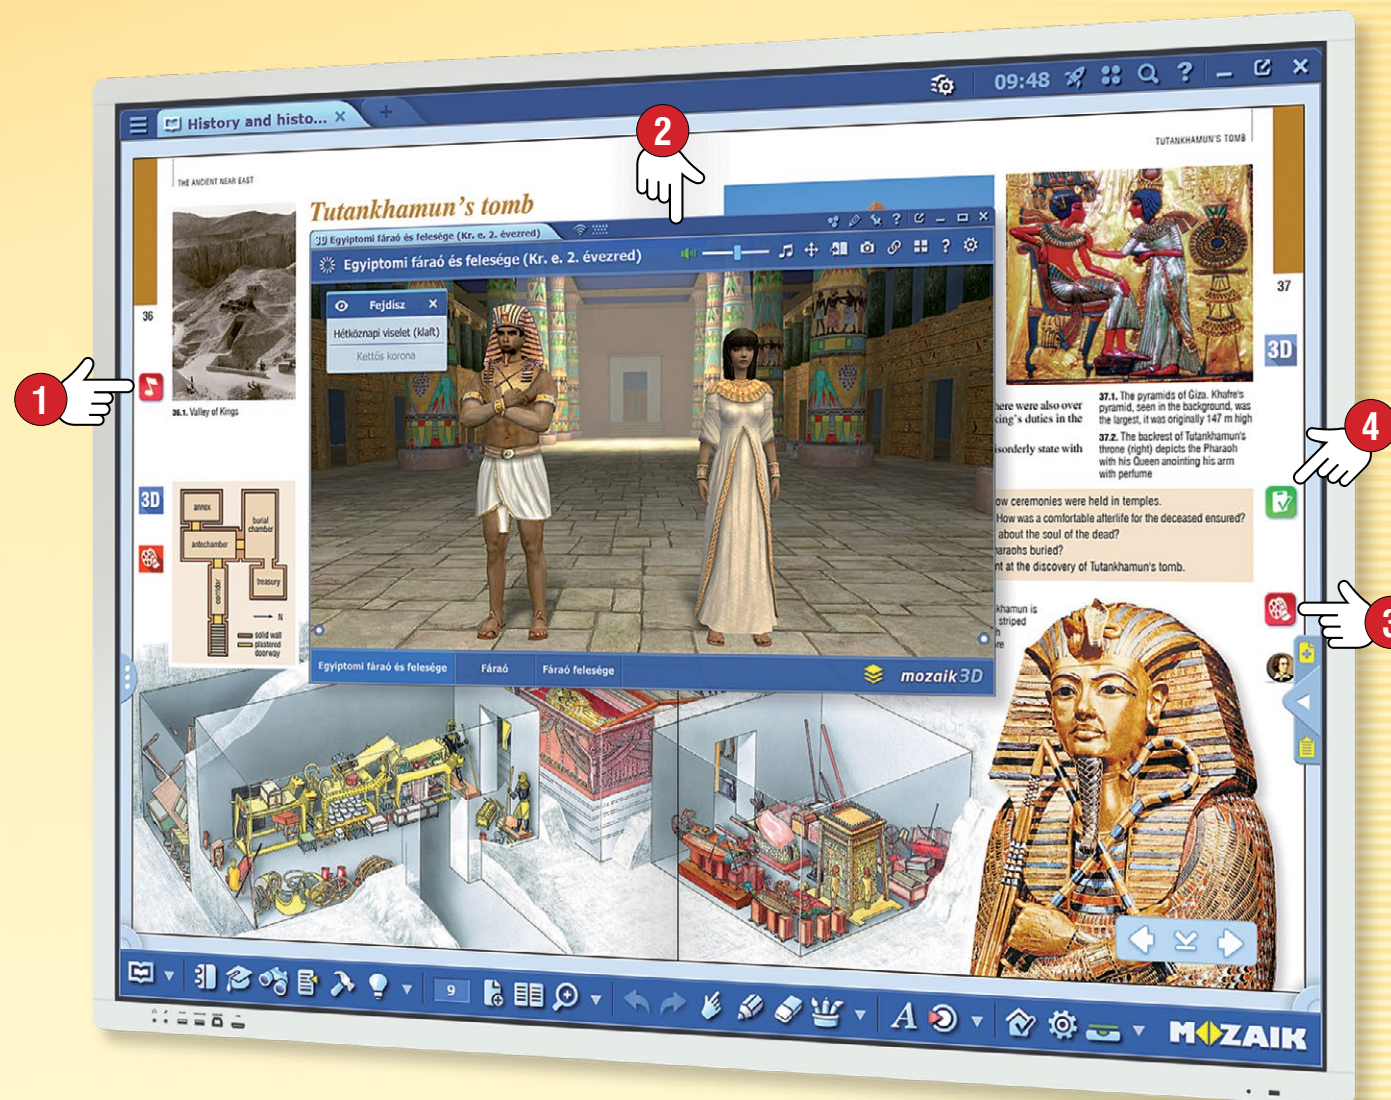 History and histo...
09:48
2
TUTANKHAMUN'S TOMB
THE ANCIENT NEAR EAST
Tutankhamun's tomb
3D Egyiptomi fáraó és felesége (Kr. e. 2. évezred)
Egyiptomi fáraó és felesége (Kr. e. 2. évezred)
Fejdísz
Hétköznapi viselet (klaft)
Kettős korona
36
37
3D
1
36.1. Valley of Kings
here were also over
king's duties in the
isorderly state with
37.1. The pyramids of Giza. Khafre's
pyramid, seen in the background, was
the largest, it was originally 147 m high
37.2. The backrest of Tutankhamun's
throne (right) depicts the Pharaoh
with his Queen anointing his arm
with perfume
4
3D
annex
burial
chamber
antechamber
corridor
treasury
N
solid wall
plastered
doorway
ow ceremonies were held in temples.
How was a comfortable afterlife for the deceased ensured?
about the soul of the dead?
haraohs buried?
nt at the discovery of Tutankhamun's tomb.
khamun is
striped
h
re
3
Egyiptomi fáraó és felesége
Fáraó
Fáraó felesége
mozaik3D
9
A
MOZAIK